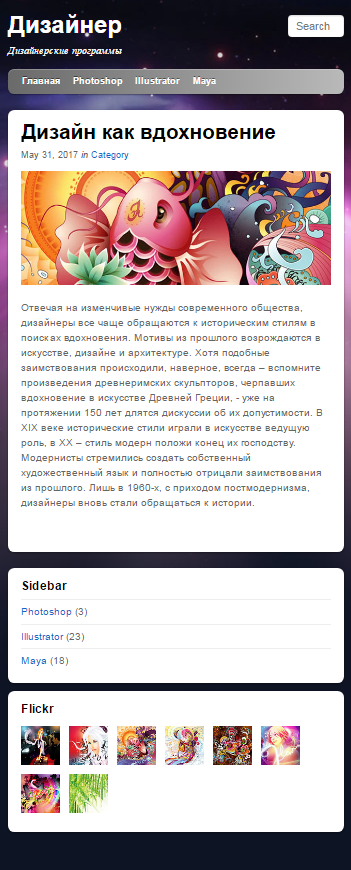 Дизайнер
Search
Дизайнерские программы
Главная Photoshop Illustrator Maya
Дизайн как вдохновение
May 31, 2017 in Category
Отвечая на изменчивые нужды современного общества,
дизайнеры все чаще обращаются к историческим стилям в
поисках вдохновения. Мотивы из прошлого возрождаются в
искусстве, дизайне и архитектуре. Хотя подобные
заимствования происходили, наверное, всегда – вспомните
произведения древнеримских скульпторов, черпавших
вдохновение в искусстве Древней Греции, - уже на
протяжении 150 лет длятся дискуссии об их допустимости. В
XIX веке исторические стили играли в искусстве ведущую
роль, в XX – стиль модерн положи конец их господству.
Модернисты стремились создать собственный
художественный язык и полностью отрицали заимствования
из прошлого. Лишь в 1960-х, с приходом постмодернизма,
дизайнеры вновь стали обращаться к истории.
Sidebar
Photoshop (3)
Illustrator (23)
Maya (18)
Flickr